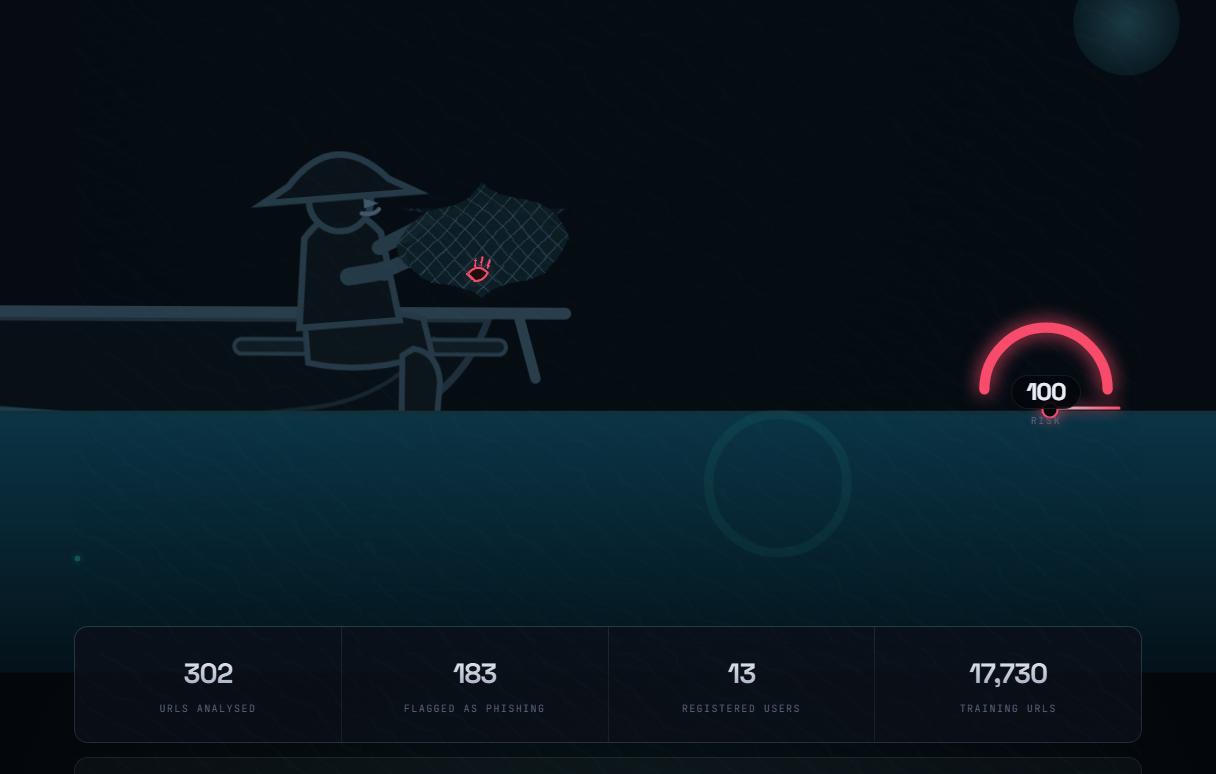 100
RISK
302
183
13
17,730
URLS ANALYSED
FLAGGED AS PHISHING
REGISTERED USERS
TRAINING URLS